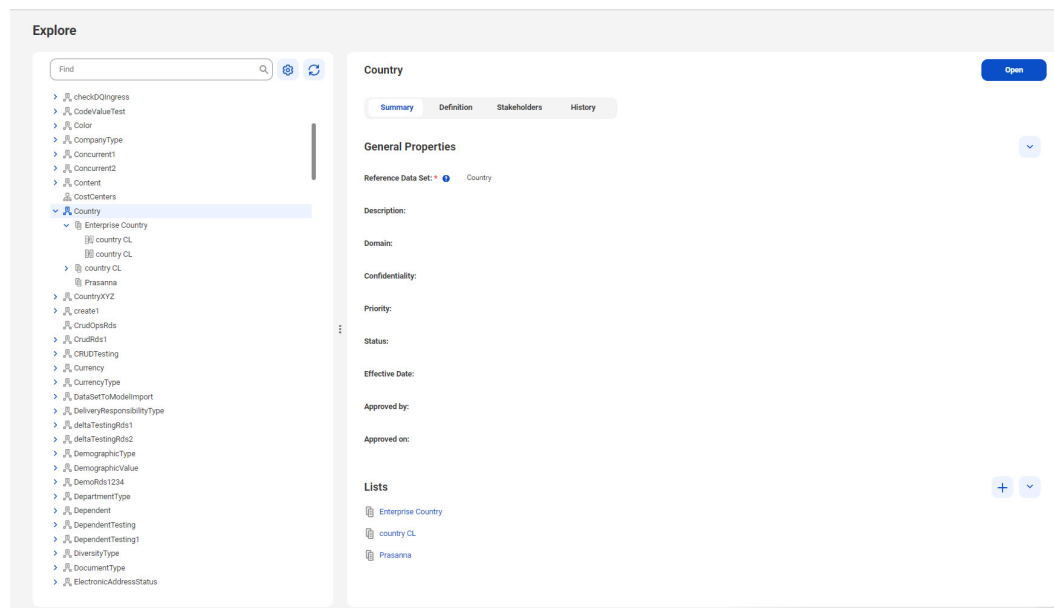 Explore
Find
checkDQIngress
CodeValueTest
Color
CompanyType
Concurrent1
Concurrent2
Content
CostCenters
Country
Enterprise Country
country CL
country CL
country CL
Prasanna
CountryXYZ
create1
CrudOpsRds
CrudRds1
CRUDTesting
Currency
CurrencyType
DataSetToModelImport
DeliveryResponsibilityType
deltaTestingRds1
deltaTestingRds2
DemographicType
DemographicValue
DemoRds1234
DepartmentType
Dependent
DependentTesting
DependentTesting1
DiversityType
DocumentType
ElectronicAddressStatus
Country
Open
Summary Definition Stakeholders History
General Properties
Reference Data Set: * ? Country
Description:
Domain:
Confidentiality:
Priority:
Status:
Effective Date:
Approved by:
Approved on:
Lists
Enterprise Country
country CL
Prasanna